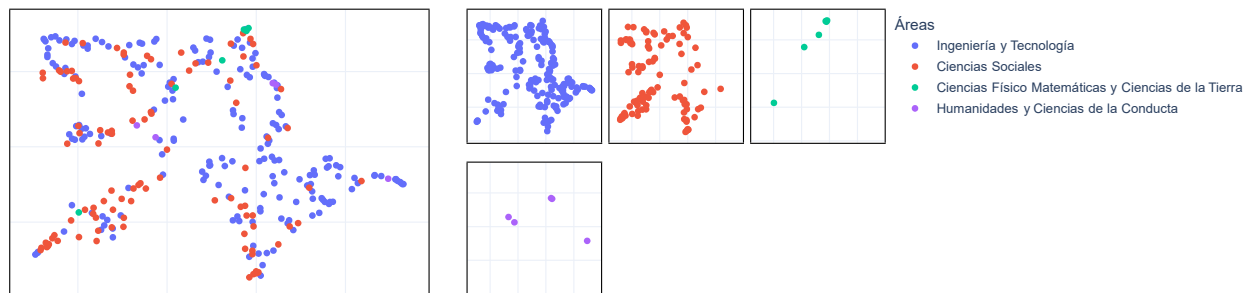 Áreas
Ingeniería y Tecnología
Ciencias Sociales
Ciencias Físico Matemáticas y Ciencias de la Tierra
Humanidades y Ciencias de la Conducta